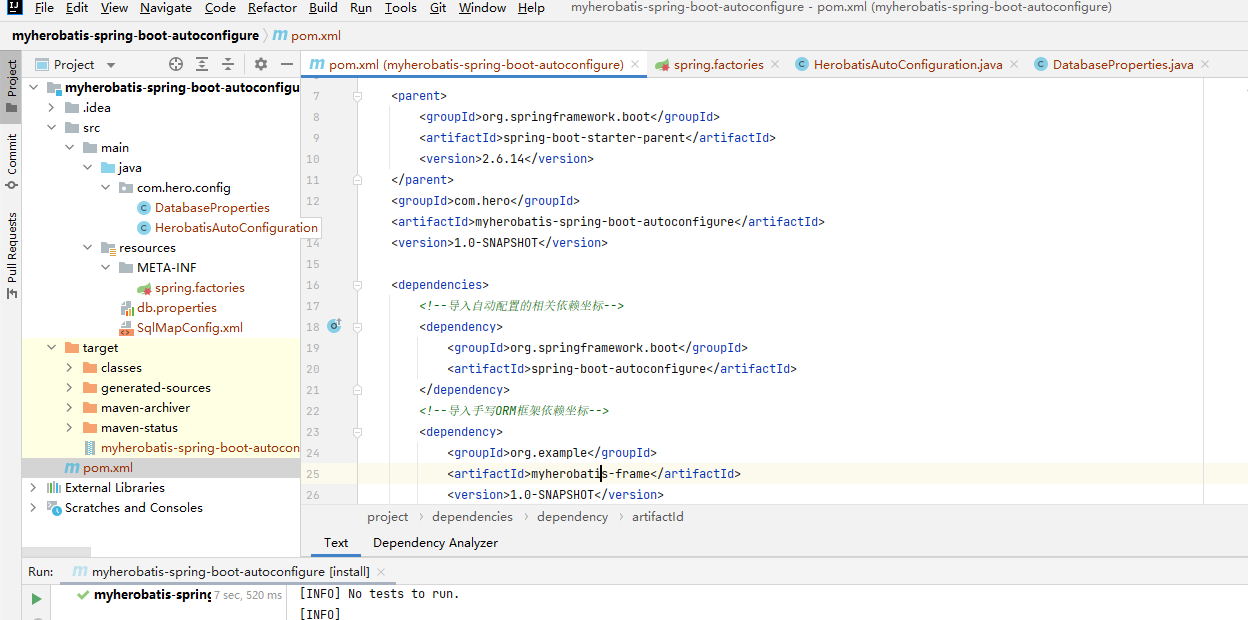 File Edit View Navigate Code Refactor Build Run Tools Git Window Help myherobatis-spring-boot-autoconfigure - pom.xml (myherobatis-spring-boot-autoconfigure)
myherobatis-spring-boot-autoconfigure pom.xml
Project
Commit
Pull Requests
Project
myherobatis-spring-boot-autoconfigu
.idea
src
main
java
com.hero.config
DatabaseProperties
HerobatisAutoConfiguration
resources
META-INF
spring.factories
db.properties
SqlMapConfig.xml
target
classes
generated-sources
maven-archiver
maven-status
myherobatis-spring-boot-autocon
pom.xml
External Libraries
Scratches and Consoles
pom.xml (myherobatis-spring-boot-autoconfigure) spring.factories HerobatisAutoConfiguration.java DatabaseProperties.java
7 <parent>
8 <groupId>org.springframework.boot</groupId>
9 <artifactId>spring-boot-starter-parent</artifactId>
10 <version>2.6.14</version>
11 </parent>
12 <groupId>com.hero</groupId>
<artifactId>myherobatis-spring-boot-autoconfigure</artifactId>
14 <version>1.0-SNAPSHOT</version>
15
16 <dependencies>
17 <!--导入自动配置的相关依赖坐标-->
18 <dependency>
19 <groupId>org.springframework.boot</groupId>
20 <artifactId>spring-boot-autoconfigure</artifactId>
21 </dependency>
22 <!--导入手写ORM框架依赖坐标-->
23 <dependency>
24 <groupId>org.example</groupId>
25 <artifactId>myherobatis-frame</artifactId>
26 <version>1.0-SNAPSHOT</version>
project dependencies dependency artifactId
Text Dependency Analyzer
Run: myherobatis-spring-boot-autoconfigure [install]
myherobatis-spring 7 sec, 520 ms [INFO] No tests to run.
[INFO]